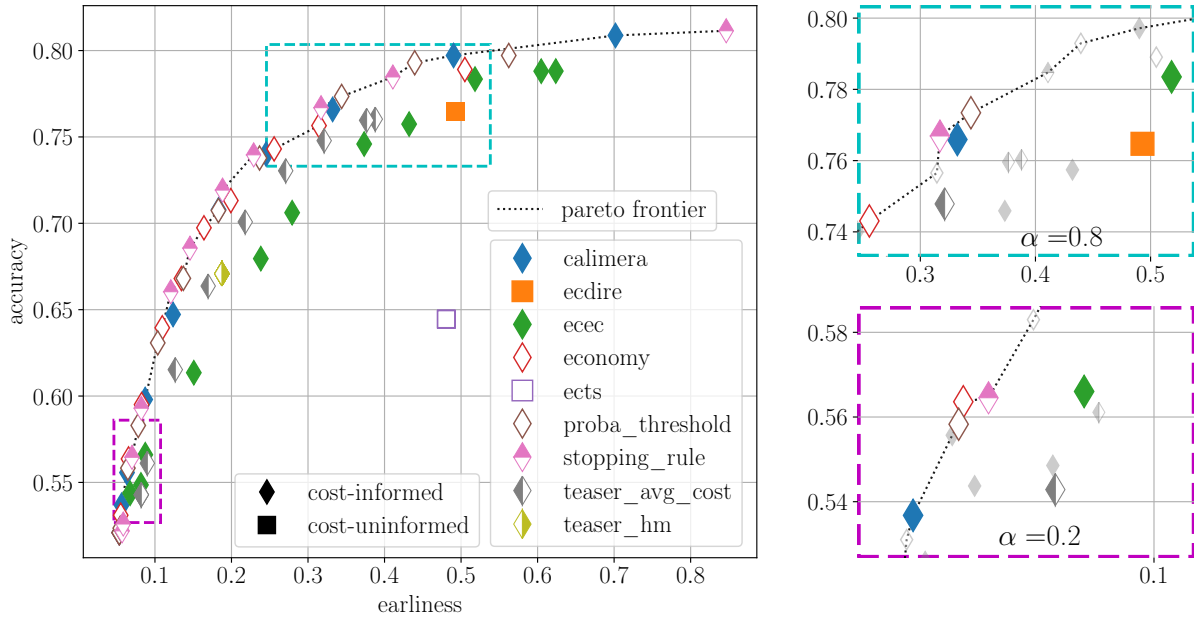 0.80
0.75
0.70
0.65
0.60
0.55
accuracy
0.1 0.2 0.3 0.4 0.5 0.6 0.7 0.8
earliness
pareto frontier
calimera
ecdire
ecec
economy
ects
proba_threshold
stopping_rule
teaser_avg_cost
teaser_hm
cost-informed
cost-uninformed
0.80
0.78
0.76
0.74
α =0.8
0.3 0.4 0.5
0.58
0.56
0.54
α =0.2
0.1